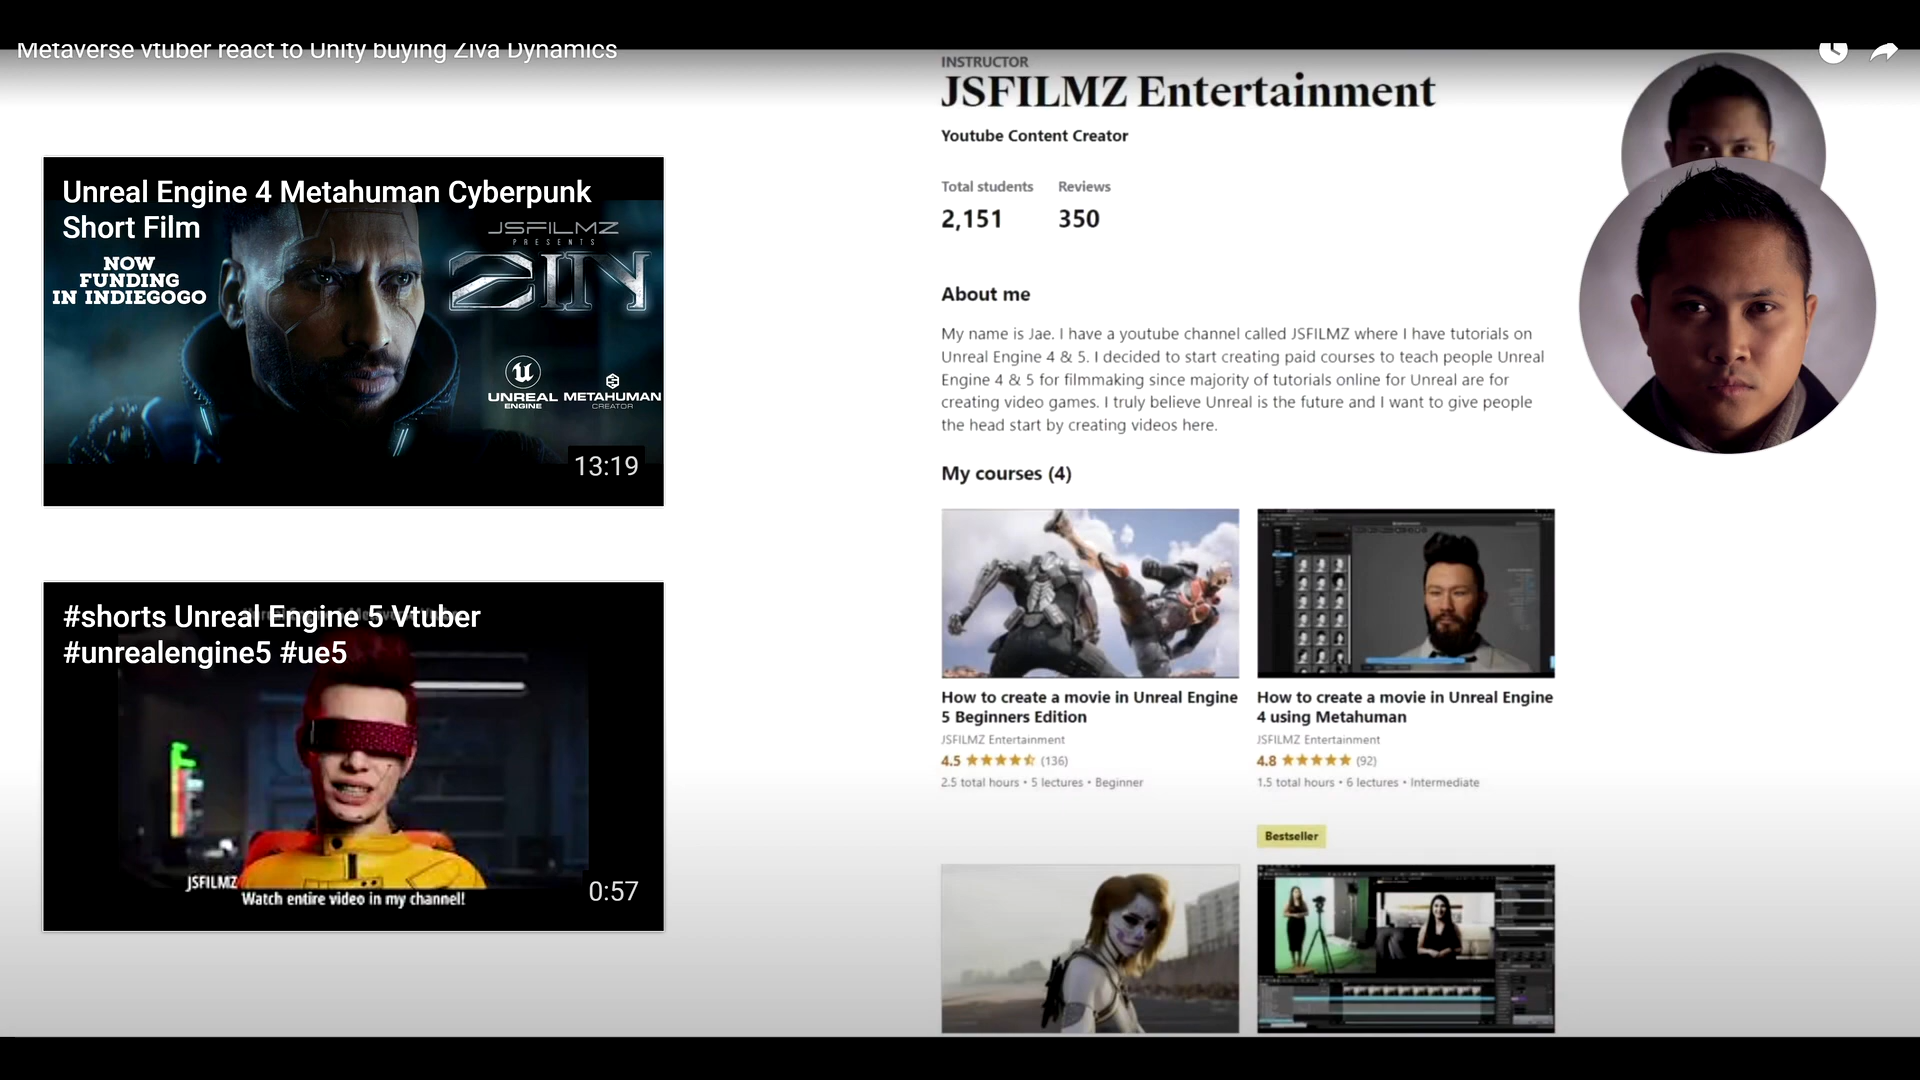 Metaverse vtuber react to Unity buying Ziva Dynamics
Unreal Engine 4 Metahuman Cyberpunk
Short Film
NOW
FUNDING
IN INDIEGOGO
JSFILMZ
PRESENTS
ZIN
UNREAL
ENGINE
METAHUMAN
CREATOR
13:19
#shorts Unreal Engine 5 Vtuber
#unrealengine5 #ue5
JSFILMZ
Watch entire video in my channel!
0:57
INSTRUCTOR
JSFILMZ Entertainment
Youtube Content Creator
Total students
Reviews
2,151
350
About me
My name is Jae. I have a youtube channel called JSFILMZ where I have tutorials on
Unreal Engine 4 & 5. I decided to start creating paid courses to teach people Unreal
Engine 4 & 5 for filmmaking since majority of tutorials online for Unreal are for
creating video games. I truly believe Unreal is the future and I want to give people
the head start by creating videos here.
My courses (4)
How to create a movie in Unreal Engine
5 Beginners Edition
JSFILMZ Entertainment
4.5 (136)
2.5 total hours • 5 lectures • Beginner
How to create a movie in Unreal Engine
4 using Metahuman
JSFILMZ Entertainment
4.8 (92)
1.5 total hours • 6 lectures • Intermediate
Bestseller